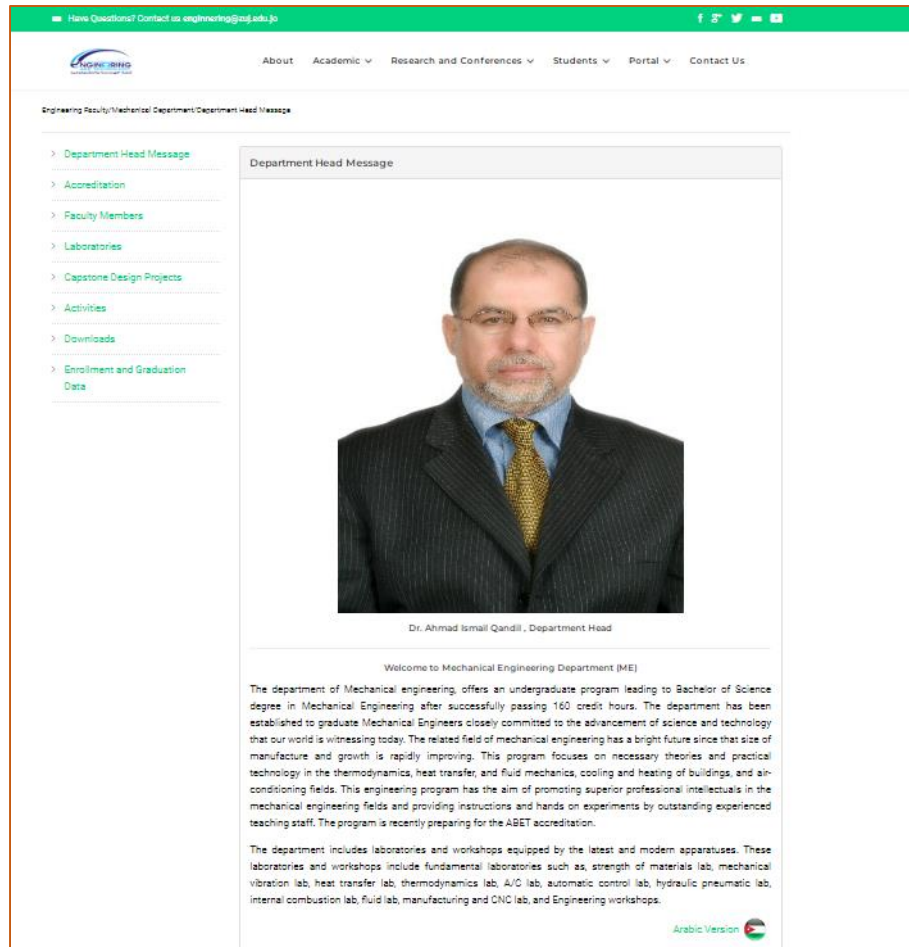 Have Questions? Contact us enginnering@zuj.edu.jo
ENGINEERING
About Academic Research and Conferences Students Portal Contact Us
Engineering Faculty/Mechanical Department/Department Head Message
Department Head Message
Accreditation
Faculty Members
Laboratories
Capstone Design Projects
Activities
Downloads
Enrollment and Graduation
Data
Department Head Message
Dr. Ahmad Ismail Qandil , Department Head
Welcome to Mechanical Engineering Department (ME)
The department of Mechanical engineering, offers an undergraduate program leading to Bachelor of Science
degree in Mechanical Engineering after successfully passing 160 credit hours. The department has been
established to graduate Mechanical Engineers closely committed to the advancement of science and technology
that our world is witnessing today. The related field of mechanical engineering has a bright future since that size of
manufacture and growth is rapidly improving. This program focuses on necessary theories and practical
technology in the thermodynamics, heat transfer, and fluid mechanics, cooling and heating of buildings, and air-
conditioning fields. This engineering program has the aim of promoting superior professional intellectuals in the
mechanical engineering fields and providing instructions and hands on experiments by outstanding experienced
teaching staff. The program is recently preparing for the ABET accreditation.
The department includes laboratories and workshops equipped by the latest and modern apparatuses. These
laboratories and workshops include fundamental laboratories such as, strength of materials lab, mechanical
vibration lab, heat transfer lab, thermodynamics lab, A/C lab, automatic control lab, hydraulic pneumatic lab,
internal combustion lab, fluid lab, manufacturing and CNC lab, and Engineering workshops.
Arabic Version